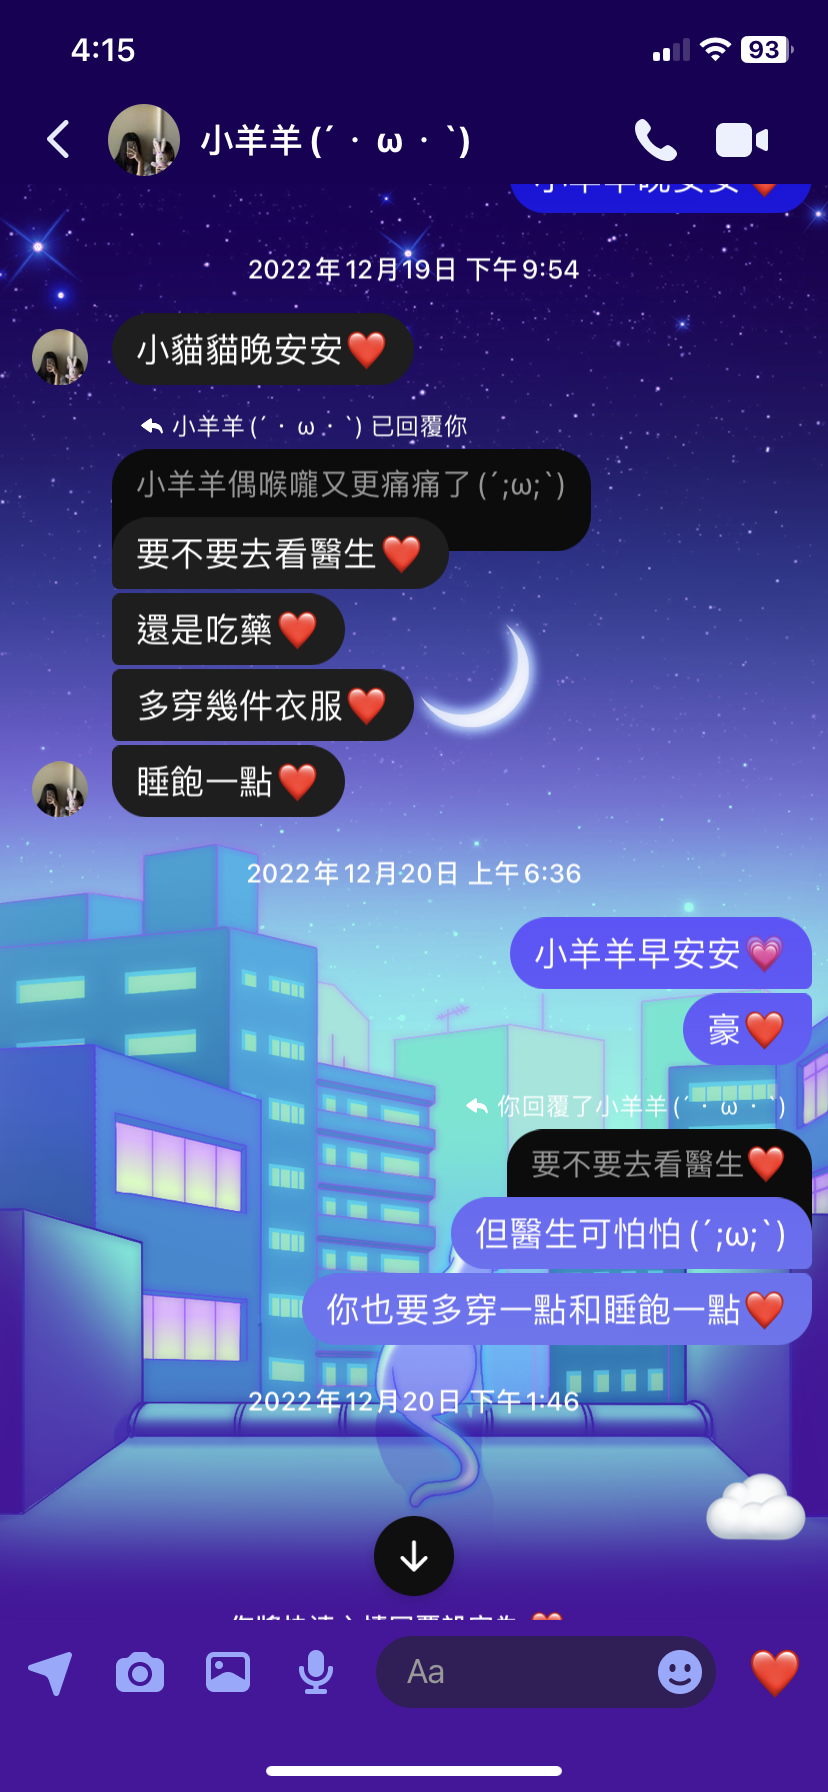 4:15
93
小羊羊 (´・ω・`)
小羊羊晚安安❤️
2022年12月19日 下午9:54
小貓貓晚安安❤️
小羊羊 (´・ω・`) 已回覆你
小羊羊偶喉嚨又更痛痛了 (´;ω;`)
要不要去看醫生❤️
還是吃藥❤️
多穿幾件衣服❤️
睡飽一點❤️
2022年12月20日 上午6:36
小羊羊早安安💗
豪❤️
你回覆了小羊羊 (´・ω・`)
要不要去看醫生❤️
但醫生可怕怕 (´;ω;`)
你也要多穿一點和睡飽一點❤️
2022年12月20日 下午1:46
Aa